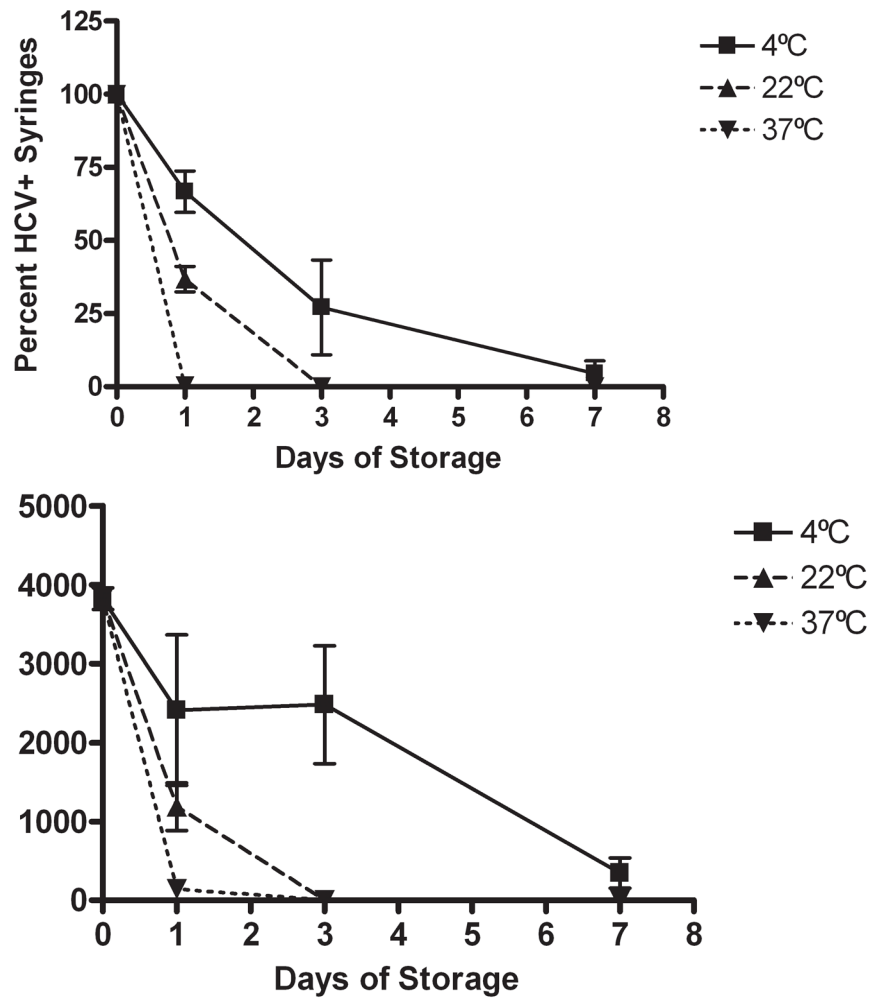 125
100
75
50
25
0
Percent HCV+ Syringes
0 1 2 3 4 5 6 7 8
Days of Storage
4ºC
22ºC
37ºC
5000
4000
3000
2000
1000
0
0 1 2 3 4 5 6 7 8
Days of Storage
4ºC
22ºC
37ºC